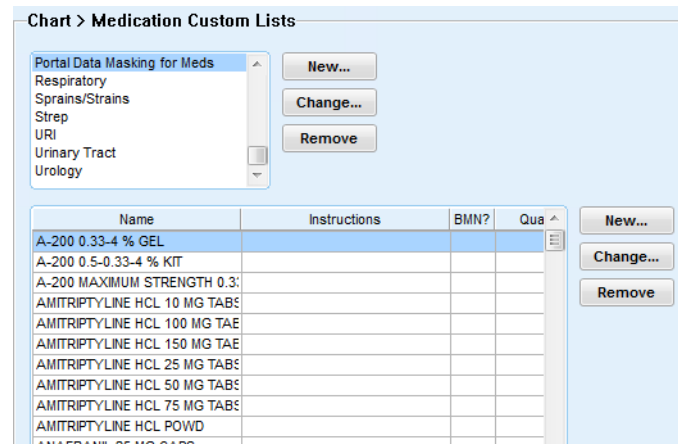 Chart > Medication Custom Lists
Portal Data Masking for Meds
Respiratory
Sprains/Strains
Strep
URI
Urinary Tract
Urology
New...
Change...
Remove
Name Instructions BMN? Qua
A-200 0.33-4 % GEL
A-200 0.5-0.33-4 % KIT
A-200 MAXIMUM STRENGTH 0.3
AMITRIPTYLINE HCL 10 MG TABS
AMITRIPTYLINE HCL 100 MG TAB
AMITRIPTYLINE HCL 150 MG TAB
AMITRIPTYLINE HCL 25 MG TABS
AMITRIPTYLINE HCL 50 MG TABS
AMITRIPTYLINE HCL 75 MG TABS
AMITRIPTYLINE HCL POWD
New...
Change...
Remove